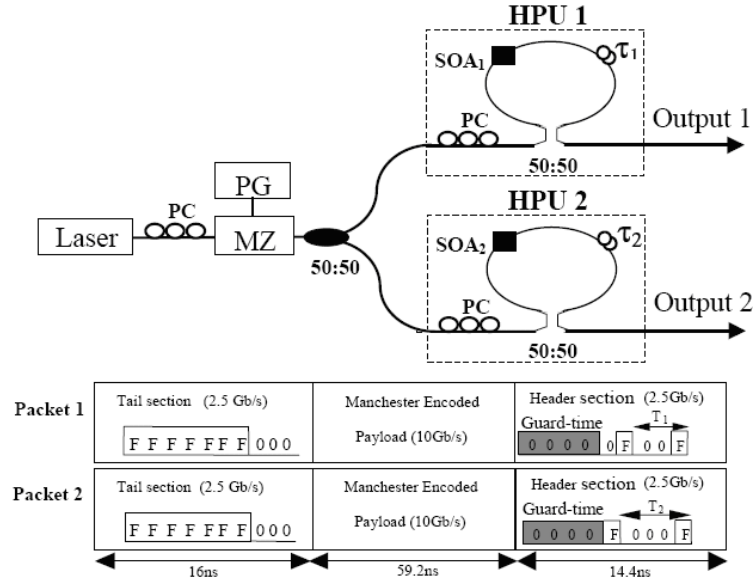 HPU 1
SOA1
τ1
PC
50:50
Output 1
PG
PC
Laser
MZ
50:50
HPU 2
SOA2
τ2
PC
50:50
Output 2
Packet 1
Tail section (2.5 Gb/s)
F F F F F F F 0 0 0
Manchester Encoded
Payload (10Gb/s)
Header section (2.5Gb/s)
Guard-time
T1
0 0 0 0 0 F 0 0 F
Packet 2
Tail section (2.5 Gb/s)
F F F F F F F 0 0 0
Manchester Encoded
Payload (10Gb/s)
Header section (2.5Gb/s)
Guard-time
T2
0 0 0 0 F 0 0 0 F
16ns
59.2ns
14.4ns